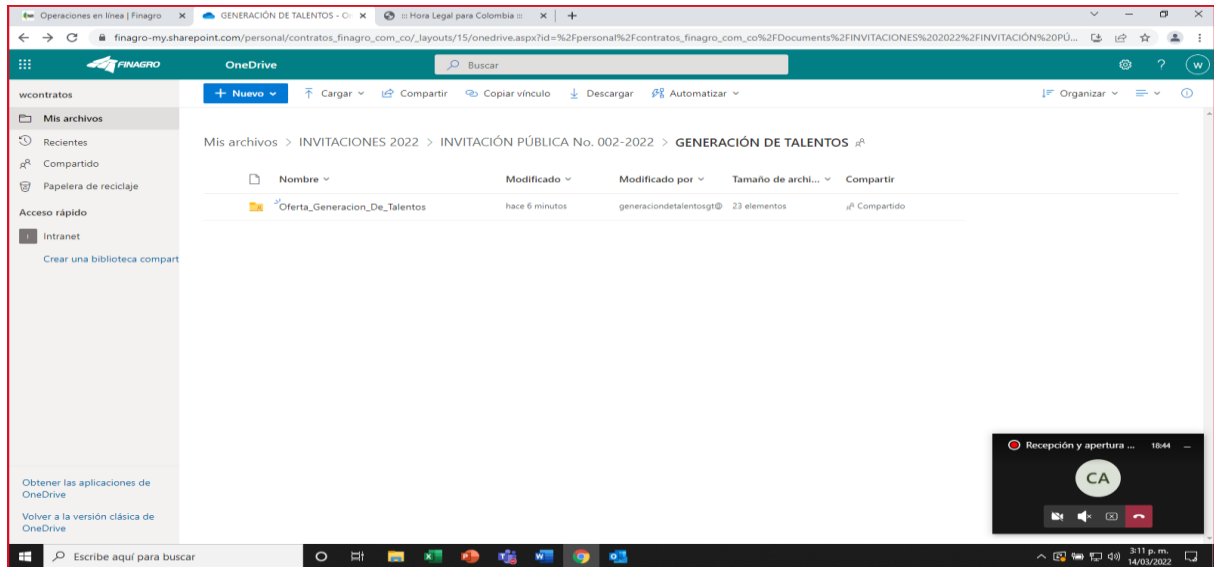 Operaciones en línea | Finagro
GENERACIÓN DE TALENTOS - O
::: Hora Legal para Colombia :::
finagro-my.sharepoint.com/personal/contratos_finagro_com_co/_layouts/15/onedrive.aspx?id=%2Fpersonal%2Fcontratos_finagro_com_co%2FDocuments%2FINVITACIONES%202022%2FINVITACIÓN%20PÚ...
FINAGRO
OneDrive
Buscar
W
wcontratos
+ Nuevo
Cargar
Compartir
Copiar vínculo
Descargar
Automatizar
Organizar
Mis archivos
Recientes
Compartido
Papelera de reciclaje
Acceso rápido
I Intranet
Crear una biblioteca compart
Mis archivos > INVITACIONES 2022 > INVITACIÓN PÚBLICA No. 002-2022 > GENERACIÓN DE TALENTOS
Nombre Modificado Modificado por Tamaño de archi... Compartir
Oferta_Generacion_De_Talentos hace 6 minutos generaciondetalentosgt@ 23 elementos Compartido
Recepción y apertura ... 18:44
CA
Obtener las aplicaciones de
OneDrive
Volver a la versión clásica de
OneDrive
Escribe aquí para buscar
3:11 p. m.
14/03/2022